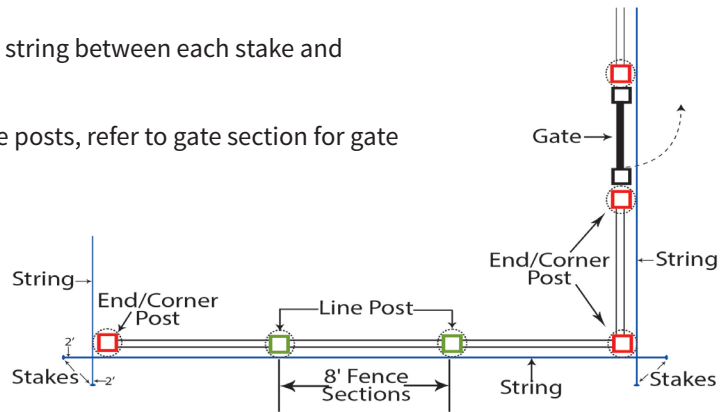 string between each stake and
e posts, refer to gate section for gate
Gate
End/Corner
Post
String
String
End/Corner
Post
Line Post
2'
Stakes
2'
8' Fence
Sections
String
Stakes